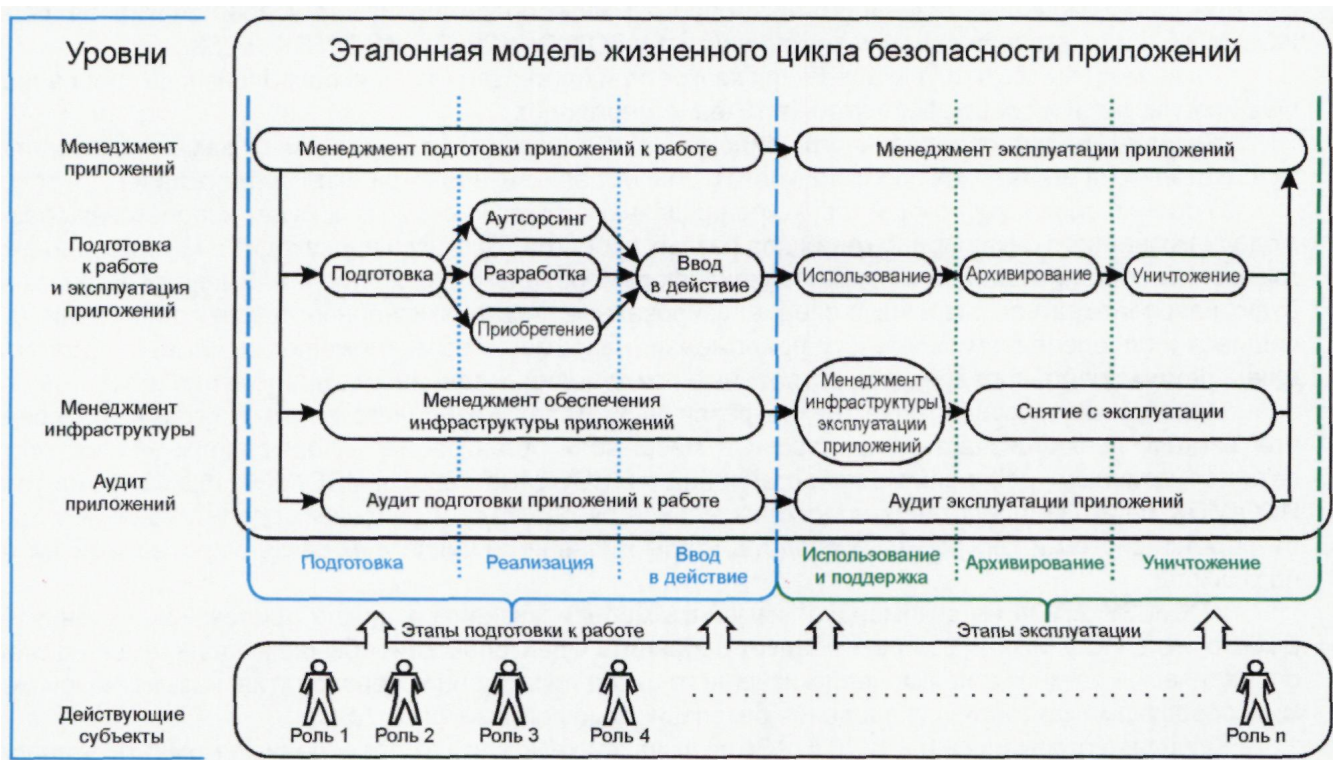 Уровни
Эталонная модель жизненного цикла безопасности приложений
Менеджмент
приложений
Менеджмент подготовки приложений к работе
Менеджмент эксплуатации приложений
Подготовка
к работе
и эксплуатация
приложений
Подготовка
Аутсорсинг
Разработка
Приобретение
Ввод
в действие
Использование
Архивирование
Уничтожение
Менеджмент
инфраструктуры
Менеджмент обеспечения
инфраструктуры приложений
Менеджмент
инфраструктуры
эксплуатации
приложений
Снятие с эксплуатации
Аудит
приложений
Аудит подготовки приложений к работе
Аудит эксплуатации приложений
Подготовка
Реализация
Ввод
в действие
Использование
и поддержка
Архивирование
Уничтожение
Этапы подготовки к работе
Этапы эксплуатации
Действующие
субъекты
Роль 1
Роль 2
Роль 3
Роль 4
Роль n